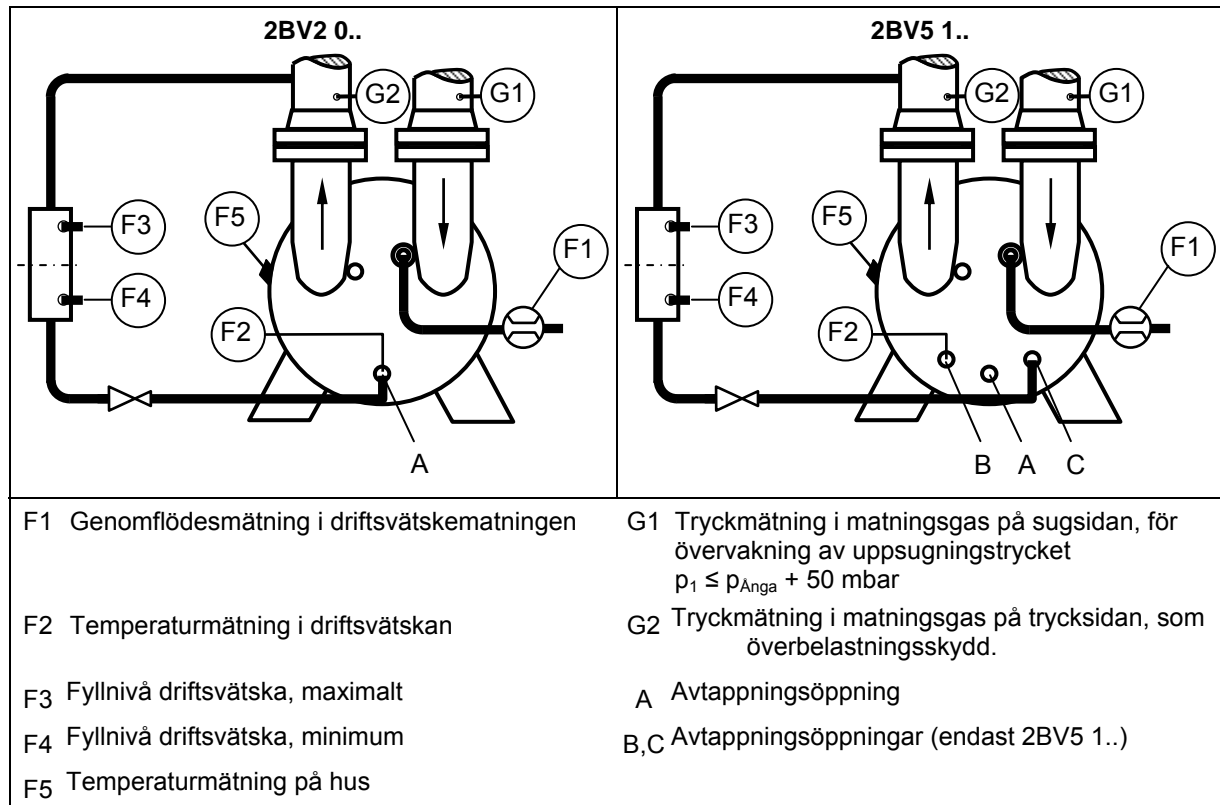 2BV2 0..
G2
G1
F5
F3
F1
F4
F2
A
2BV5 1..
G2
G1
F5
F3
F1
F4
F2
B
A
C
F1 Genomflödesmätning i driftsvätskematningen
G1 Tryckmätning i matningsgas på sugsidan, för
övervakning av uppsugningstrycket
p₁ ≤ pÅnga + 50 mbar
F2 Temperaturmätning i driftsvätskan
G2 Tryckmätning i matningsgas på trycksidan, som
överbelastningsskydd.
F3 Fyllnivå driftsvätska, maximalt
A Avtappningsöppning
F4 Fyllnivå driftsvätska, minimum
B,C Avtappningsöppningar (endast 2BV5 1..)
F5 Temperaturmätning på hus